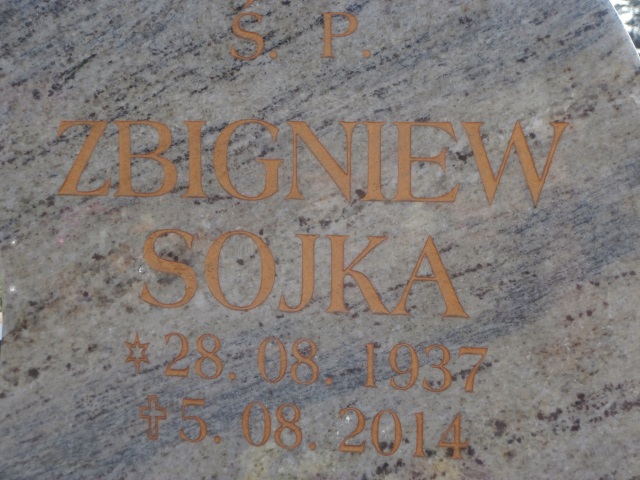 Ś. P.
ZBIGNIEW
SOJKA
28. 08. 1937
5. 08. 2014